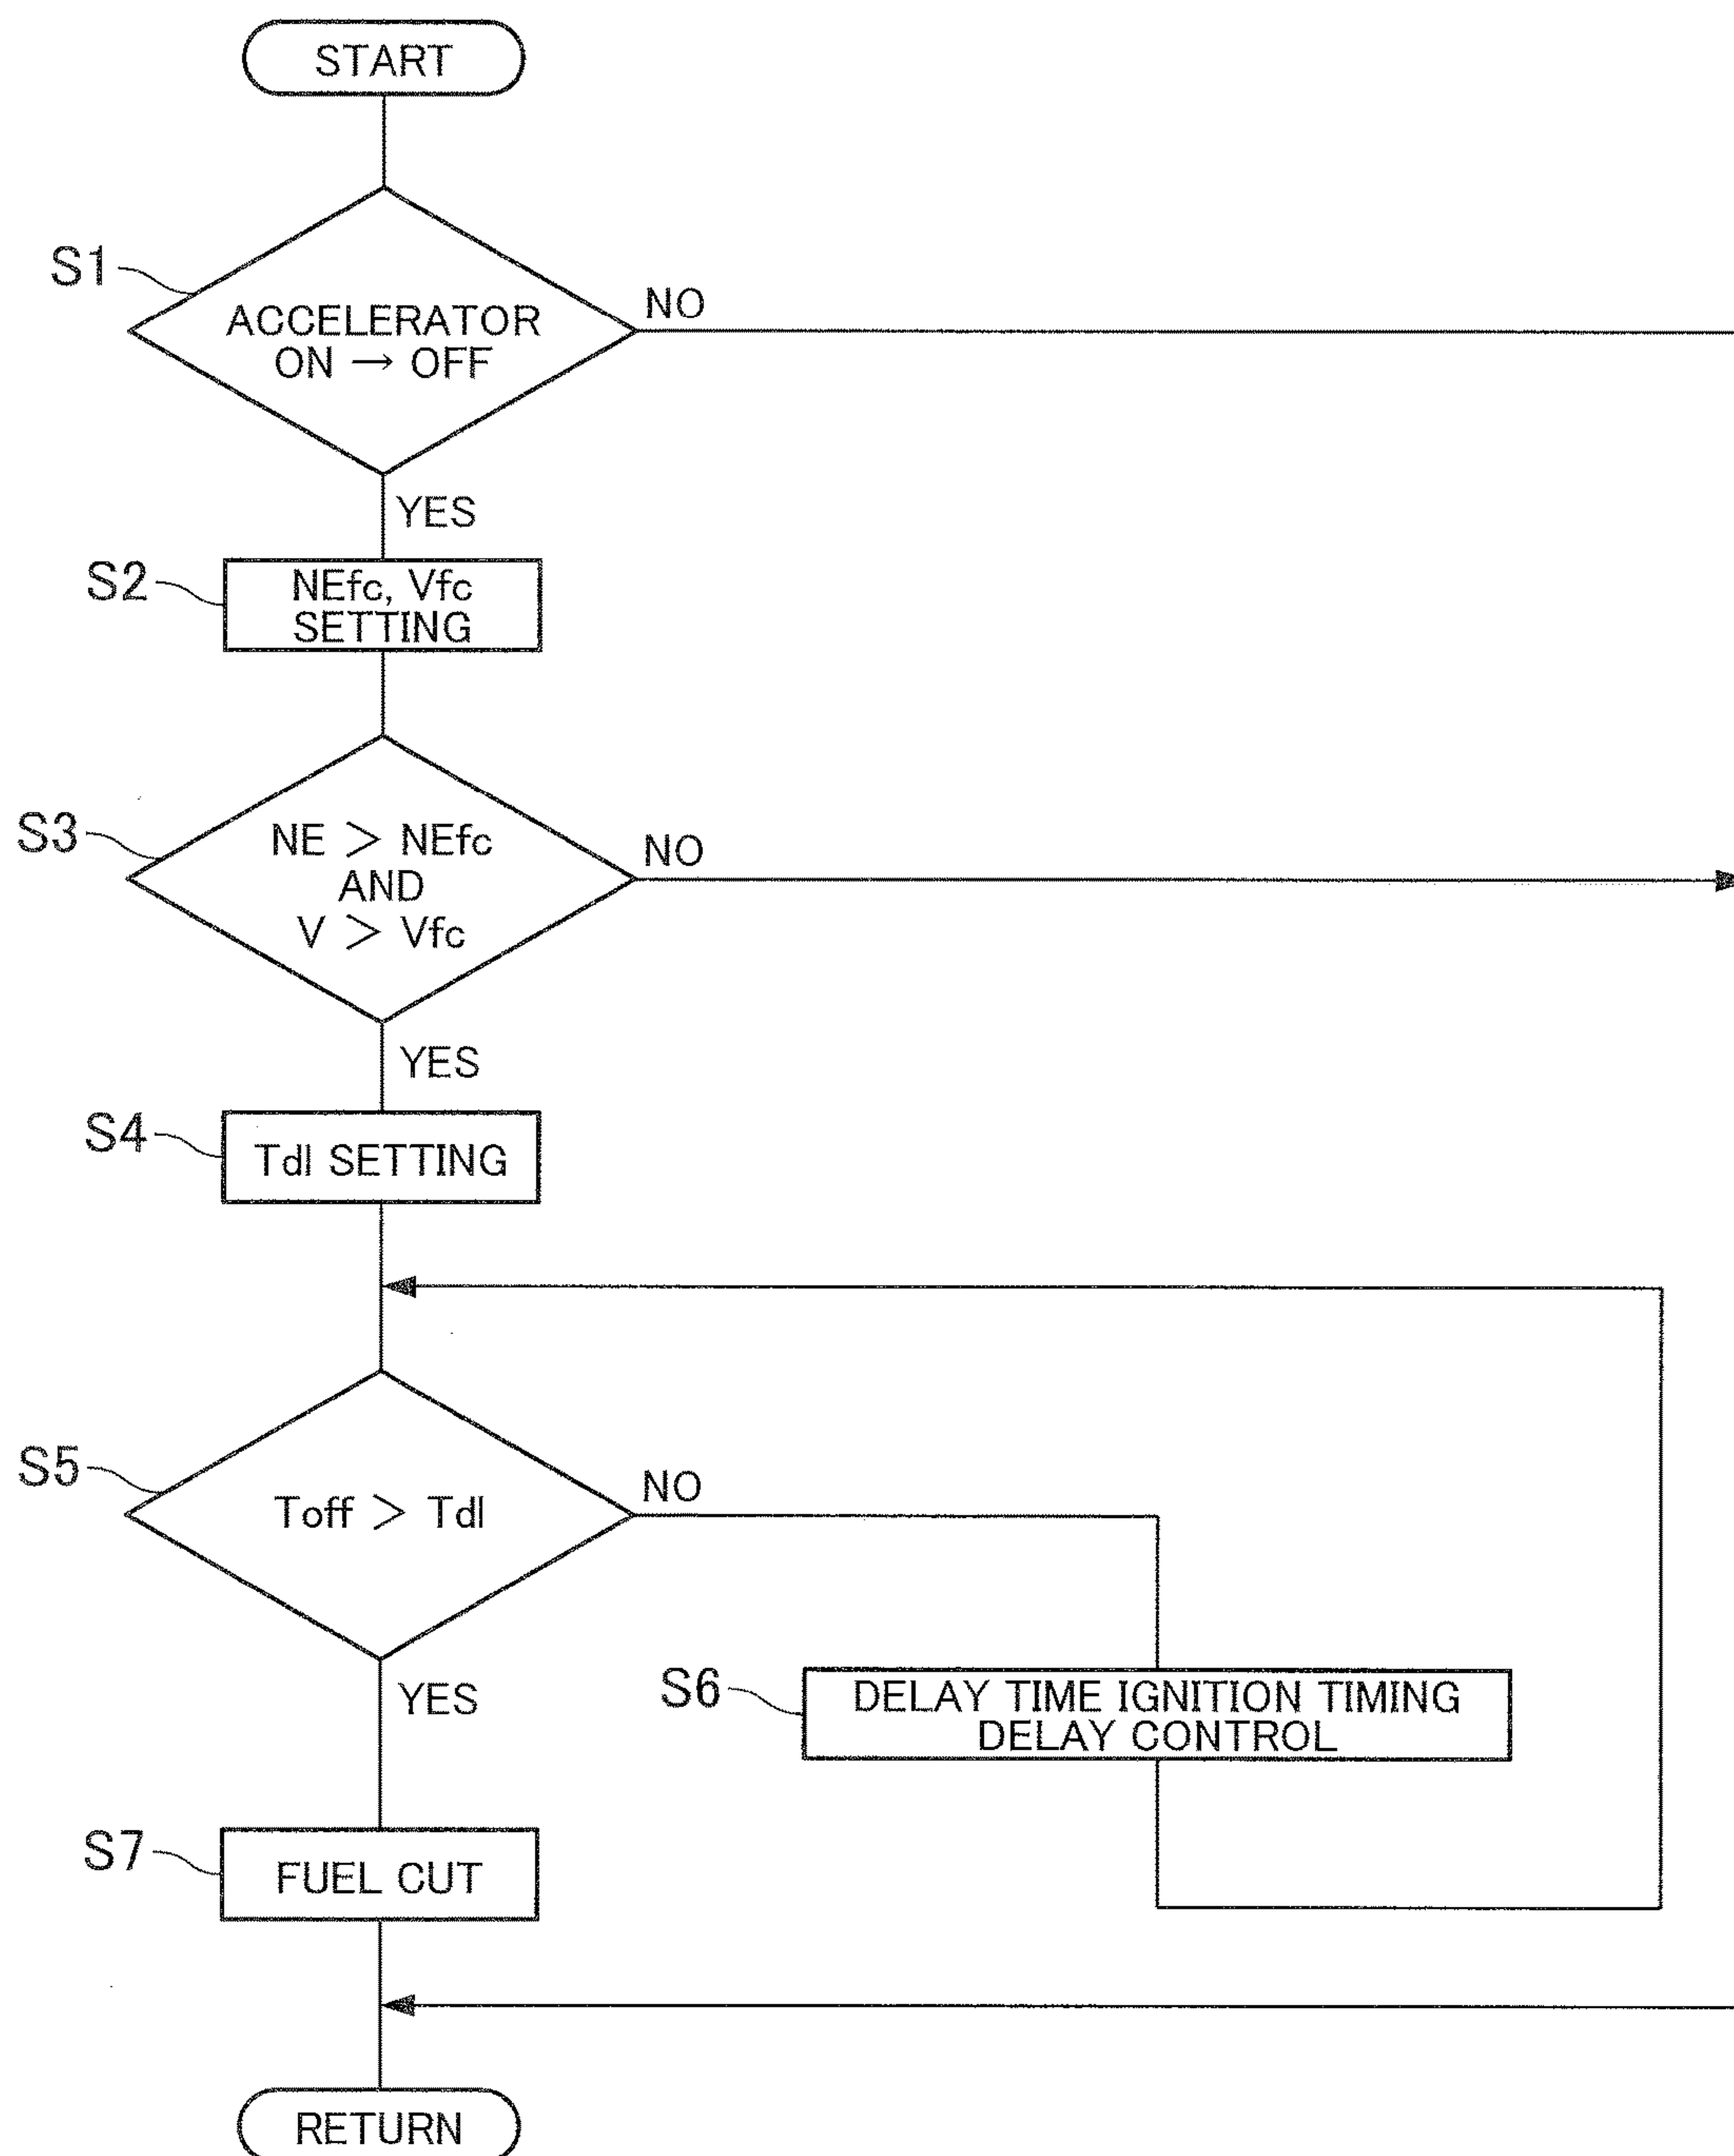 START
S1
ACCELERATOR
ON → OFF
NO
YES
S2
NEfc, Vfc
SETTING
S3
NE > NEfc
AND
V > Vfc
NO
YES
S4
Tdl SETTING
S5
Toff > Tdl
NO
YES
S6
DELAY TIME IGNITION TIMING
DELAY CONTROL
S7
FUEL CUT
RETURN